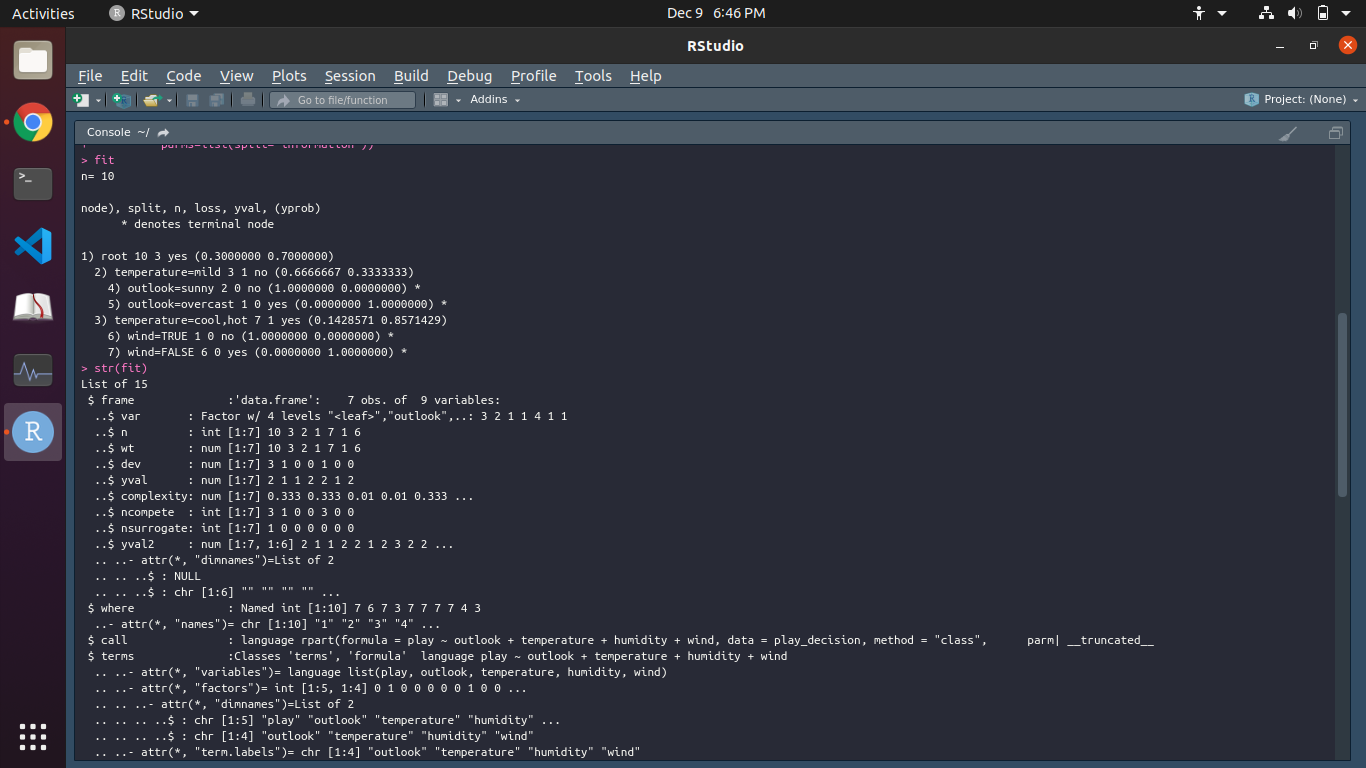 Activities RStudio Dec 9 6:46 PM
RStudio
File Edit Code View Plots Session Build Debug Profile Tools Help
Go to file/function Addins Project: (None)
Console ~/
+ parms=list(split="information"))
> fit
n= 10
node), split, n, loss, yval, (yprob)
* denotes terminal node
1) root 10 3 yes (0.3000000 0.7000000)
2) temperature=mild 3 1 no (0.6666667 0.3333333)
4) outlook=sunny 2 0 no (1.0000000 0.0000000) *
5) outlook=overcast 1 0 yes (0.0000000 1.0000000) *
3) temperature=cool,hot 7 1 yes (0.1428571 0.8571429)
6) wind=TRUE 1 0 no (1.0000000 0.0000000) *
7) wind=FALSE 6 0 yes (0.0000000 1.0000000) *
> str(fit)
List of 15
$ frame :'data.frame': 7 obs. of 9 variables:
..$ var : Factor w/ 4 levels "<leaf>","outlook",..: 3 2 1 1 4 1 1
..$ n : int [1:7] 10 3 2 1 7 1 6
..$ wt : num [1:7] 10 3 2 1 7 1 6
..$ dev : num [1:7] 3 1 0 0 1 0 0
..$ yval : num [1:7] 2 1 1 2 2 1 2
..$ complexity: num [1:7] 0.333 0.333 0.01 0.01 0.333 ...
..$ ncompete : int [1:7] 3 1 0 0 3 0 0
..$ nsurrogate: int [1:7] 1 0 0 0 0 0 0
..$ yval2 : num [1:7, 1:6] 2 1 1 2 2 1 2 3 2 2 ...
.. ..- attr(*, "dimnames")=List of 2
.. .. ..$ : NULL
.. .. ..$ : chr [1:6] "" "" "" "" ...
$ where : Named int [1:10] 7 6 7 3 7 7 7 7 4 3
..- attr(*, "names")= chr [1:10] "1" "2" "3" "4" ...
$ call : language rpart(formula = play ~ outlook + temperature + humidity + wind, data = play_decision, method = "class", parm| __truncated__
$ terms :Classes 'terms', 'formula' language play ~ outlook + temperature + humidity + wind
.. ..- attr(*, "variables")= language list(play, outlook, temperature, humidity, wind)
.. ..- attr(*, "factors")= int [1:5, 1:4] 0 1 0 0 0 0 0 1 0 0 ...
.. .. ..- attr(*, "dimnames")=List of 2
.. .. .. ..$ : chr [1:5] "play" "outlook" "temperature" "humidity" ...
.. .. .. ..$ : chr [1:4] "outlook" "temperature" "humidity" "wind"
.. ..- attr(*, "term.labels")= chr [1:4] "outlook" "temperature" "humidity" "wind"